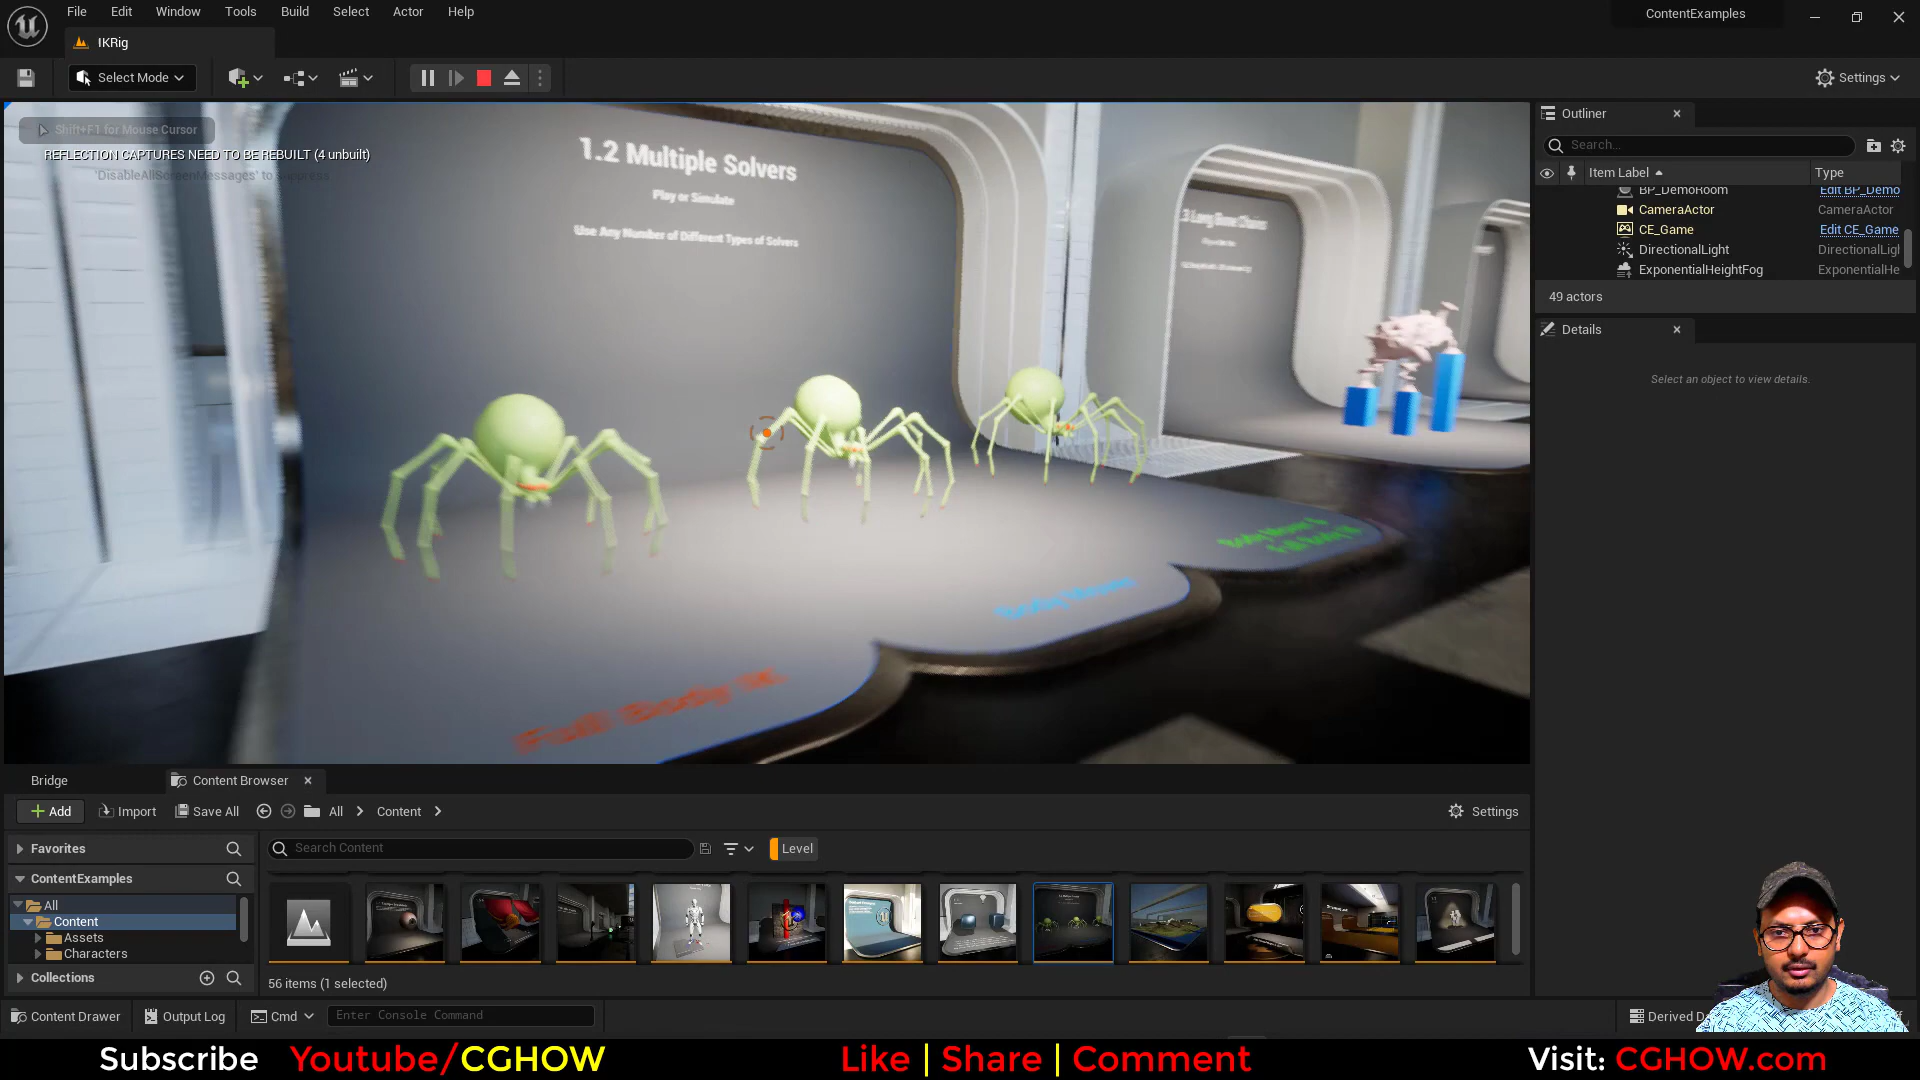 File Edit Window Tools Build Select Actor Help
ContentExamples
IKRig
Select Mode
Settings
Shift+F1 for Mouse Cursor
REFLECTION CAPTURES NEED TO BE REBUILT (4 unbuilt)
'DisableAllScreenMessages' to suppress
1.2 Multiple Solvers
Play or Simulate
Use Any Number of Different Types of Solvers
Full Body IK
Outliner
Search...
Item Label Type
BP_DemoRoom Edit BP_Demo
CameraActor CameraActor
CE_Game Edit CE_Game
DirectionalLight DirectionalLigl
ExponentialHeightFog ExponentialHe
49 actors
Details
Select an object to view details.
Bridge Content Browser
Add Import Save All All Content Settings
Favorites
Search Content Level
ContentExamples
All
Content
Assets
Characters
Collections
56 items (1 selected)
Content Drawer Output Log Cmd Enter Console Command
Derived D
Subscribe Youtube/CGHOW Like | Share | Comment Visit: CGHOW.com